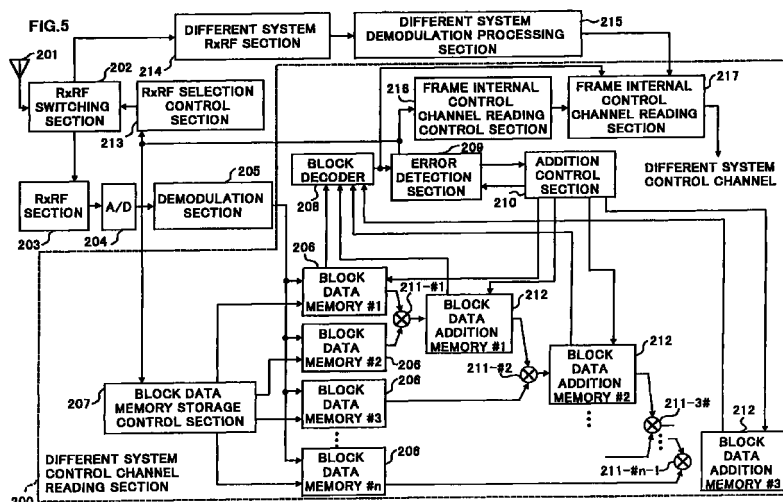 FIG.5
201
202
RxRF
SWITCHING
SECTION
213
RxRF SELECTION
CONTROL
SECTION
214
DIFFERENT SYSTEM
RxRF SECTION
215
DIFFERENT SYSTEM
DEMODULATION PROCESSING
SECTION
216
FRAME INTERNAL
CONTROL
CHANNEL READING
CONTROL SECTION
217
FRAME INTERNAL
CONTROL
CHANNEL READING
SECTION
DIFFERENT SYSTEM
CONTROL CHANNEL
RxRF
SECTION
203
A/D
204
205
DEMODULATION
SECTION
BLOCK
DECODER
208
209
ERROR
DETECTION
SECTION
210
ADDITION
CONTROL
SECTION
206
BLOCK
DATA
MEMORY #1
211-#1
BLOCK
DATA
MEMORY #2
206
212
BLOCK
DATA
ADDITION
MEMORY #1
211-#2
212
BLOCK
DATA
ADDITION
MEMORY #2
206
BLOCK
DATA
MEMORY #3
211-3#
207
BLOCK DATA
MEMORY STORAGE
CONTROL SECTION
206
BLOCK
DATA
MEMORY #n
211-#n-1
212
BLOCK
DATA
ADDITION
MEMORY #3
DIFFERENT SYSTEM
CONTROL CHANNEL
READING SECTION
200